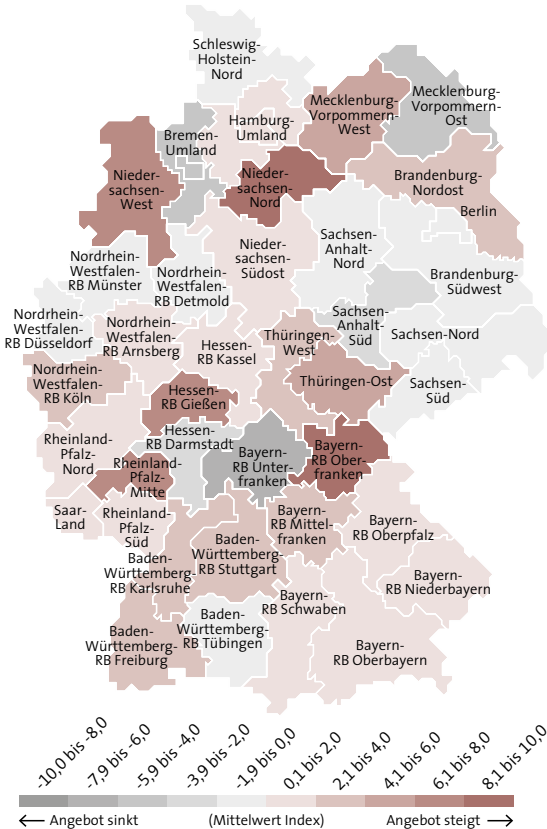 Schleswig-
Holstein-
Nord
Mecklenburg-
Vorpommern-
Ost
Mecklenburg-
Vorpommern-
West
Hamburg-
Umland
Bremen-
Umland
Nieder-
sachsen-
West
Nieder-
sachsen-
Nord
Brandenburg-
Nordost
Berlin
Nieder-
sachsen-
Südost
Sachsen-
Anhalt-
Nord
Nordrhein-
Westfalen-
RB Münster
Nordrhein-
Westfalen-
RB Detmold
Brandenburg-
Südwest
Nordrhein-
Westfalen-
RB Düsseldorf
Nordrhein-
Westfalen-
RB Arnsberg
Hessen-
RB Kassel
Thüringen-
West
Sachsen-
Anhalt-
Süd
Sachsen-Nord
Nordrhein-
Westfalen-
RB Köln
Hessen-
RB Gießen
Thüringen-Ost
Sachsen-
Süd
Rheinland-
Pfalz-
Nord
Hessen-
RB Darmstadt
Rheinland-
Pfalz-
Mitte
Bayern-
RB Unter-
franken
Bayern-
RB Ober-
franken
Saar-
Land
Rheinland-
Pfalz-
Süd
Baden-
Württemberg-
RB Stuttgart
Bayern-
RB Mittel-
franken
Bayern-
RB Oberpfalz
Baden-
Württemberg-
RB Karlsruhe
Bayern-
RB Niederbayern
Bayern-
RB Schwaben
Baden-
Württemberg-
RB Freiburg
Baden-
Württemberg-
RB Tübingen
Bayern-
RB Oberbayern
-10,0 bis -8,0
-7,9 bis -6,0
-5,9 bis -4,0
-3,9 bis -2,0
-1,9 bis 0,0
0,1 bis 2,0
2,1 bis 4,0
4,1 bis 6,0
6,1 bis 8,0
8,1 bis 10,0
← Angebot sinkt (Mittelwert Index) Angebot steigt →